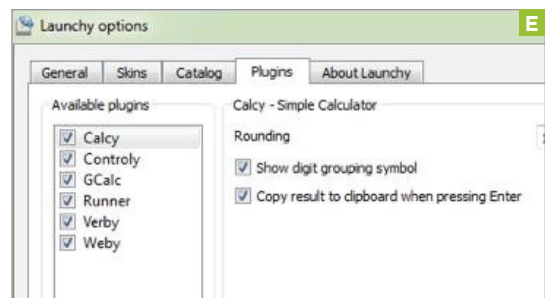 Launchy options
E
General Skins Catalog Plugins About Launchy
Available plugins
Calcy
Controly
GCalc
Runner
Verby
Weby
Calcy - Simple Calculator
Rounding
Show digit grouping symbol
Copy result to clipboard when pressing Enter